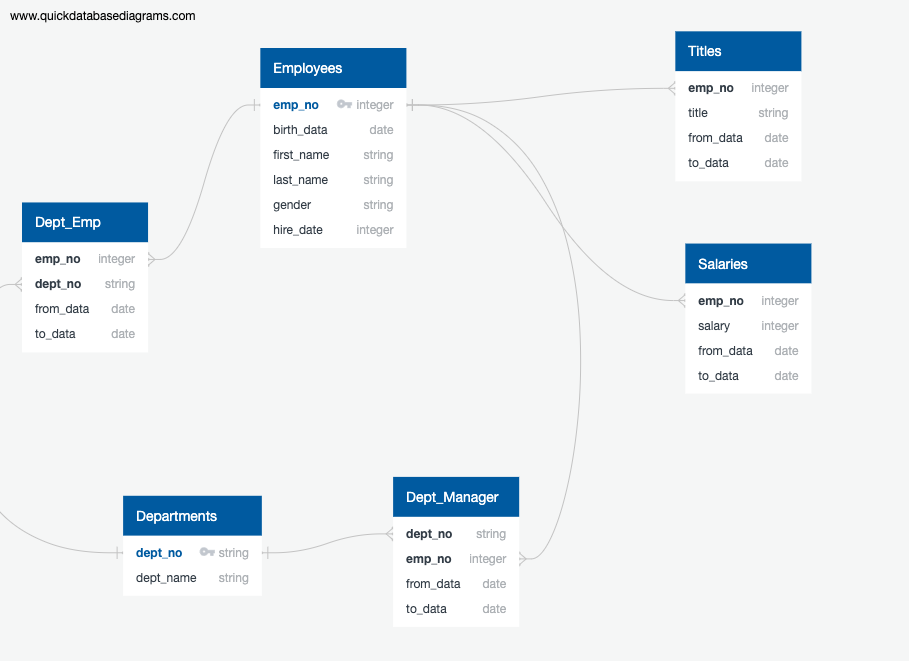 www.quickdatabasediagrams.com
Employees
emp_no integer
birth_data date
first_name string
last_name string
gender string
hire_date integer
Titles
emp_no integer
title string
from_data date
to_data date
Dept_Emp
emp_no integer
dept_no string
from_data date
to_data date
Salaries
emp_no integer
salary integer
from_data date
to_data date
Departments
dept_no string
dept_name string
Dept_Manager
dept_no string
emp_no integer
from_data date
to_data date